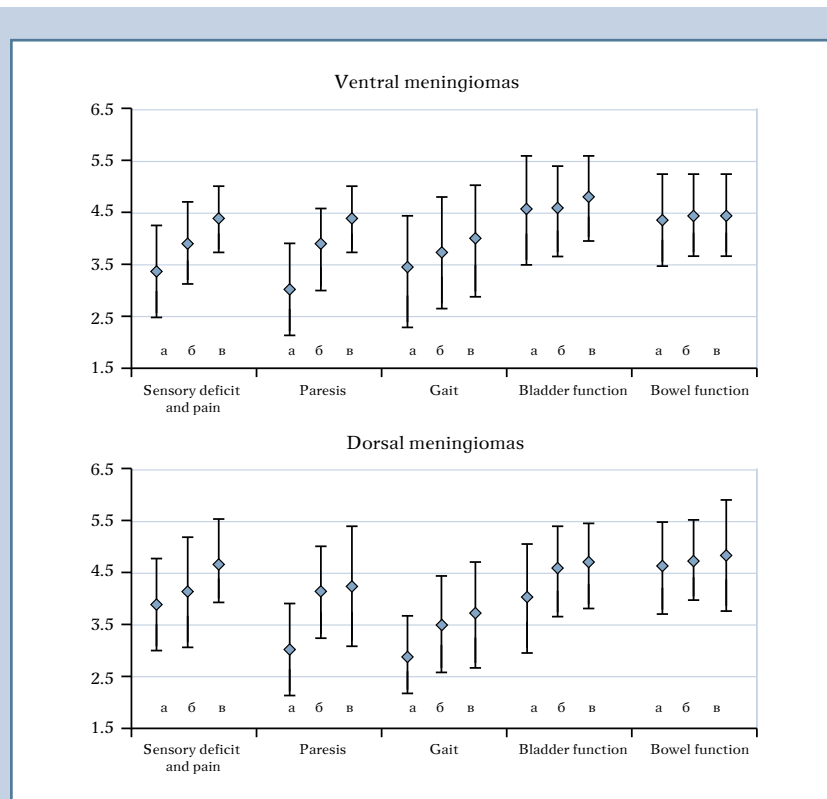 Ventral meningiomas
6.5
5.5
4.5
3.5
2.5
1.5
а б в а б в а б в а б в а б в
Sensory deficit and pain
Paresis
Gait
Bladder function
Bowel function
Dorsal meningiomas
6.5
5.5
4.5
3.5
2.5
1.5
а б в а б в а б в а б в а б в
Sensory deficit and pain
Paresis
Gait
Bladder function
Bowel function